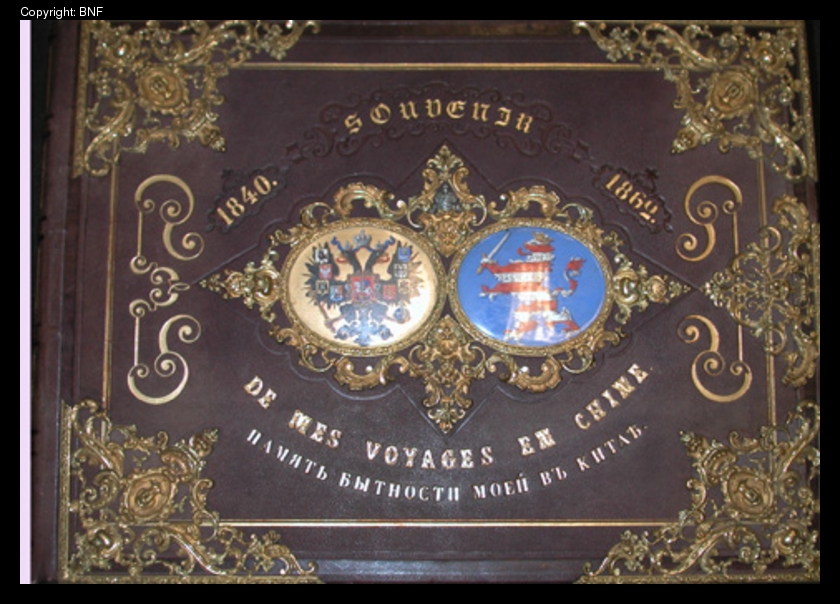 Copyright: BNF
SOUVENIR
1840.
1862.
DE MES VOYAGES EN CHINE
ПАМЯТЬ БЫТНОСТИ МОЕЙ ВЪ КИТАѢ.